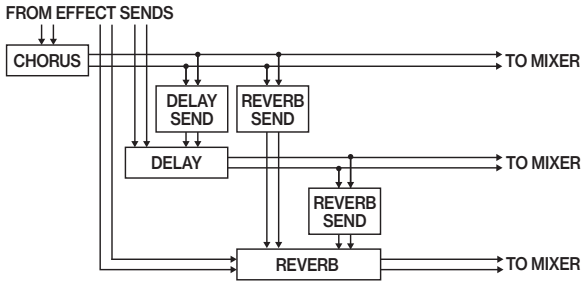 FROM EFFECT SENDS
CHORUS
TO MIXER
DELAY
SEND
REVERB
SEND
DELAY
TO MIXER
REVERB
SEND
REVERB
TO MIXER